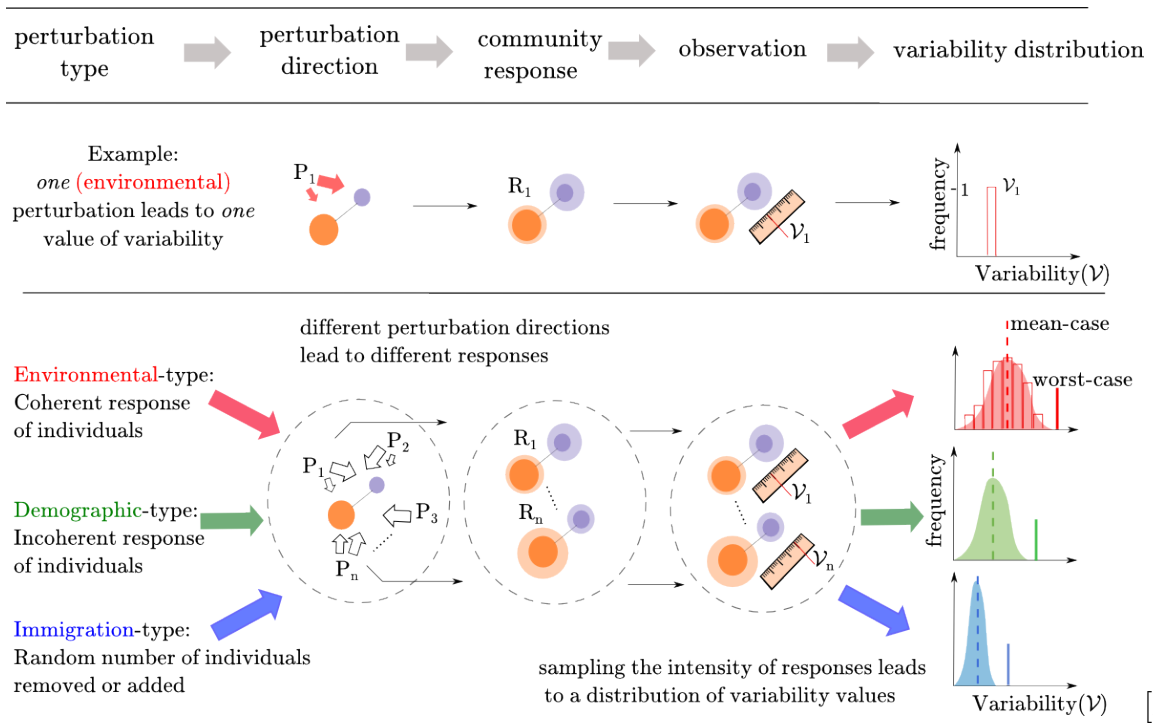 perturbation
type
perturbation
direction
community
response
observation
variability distribution
Example:
one (environmental)
perturbation leads to one
value of variability
P1
R1
𝒱1
frequency
1
𝒱1
Variability(𝒱)
different perturbation directions
lead to different responses
Environmental-type:
Coherent response
of individuals
Demographic-type:
Incoherent response
of individuals
Immigration-type:
Random number of individuals
removed or added
P1
P2
P3
Pn
R1
Rn
𝒱1
𝒱n
mean-case
worst-case
frequency
Variability(𝒱)
sampling the intensity of responses leads
to a distribution of variability values
[